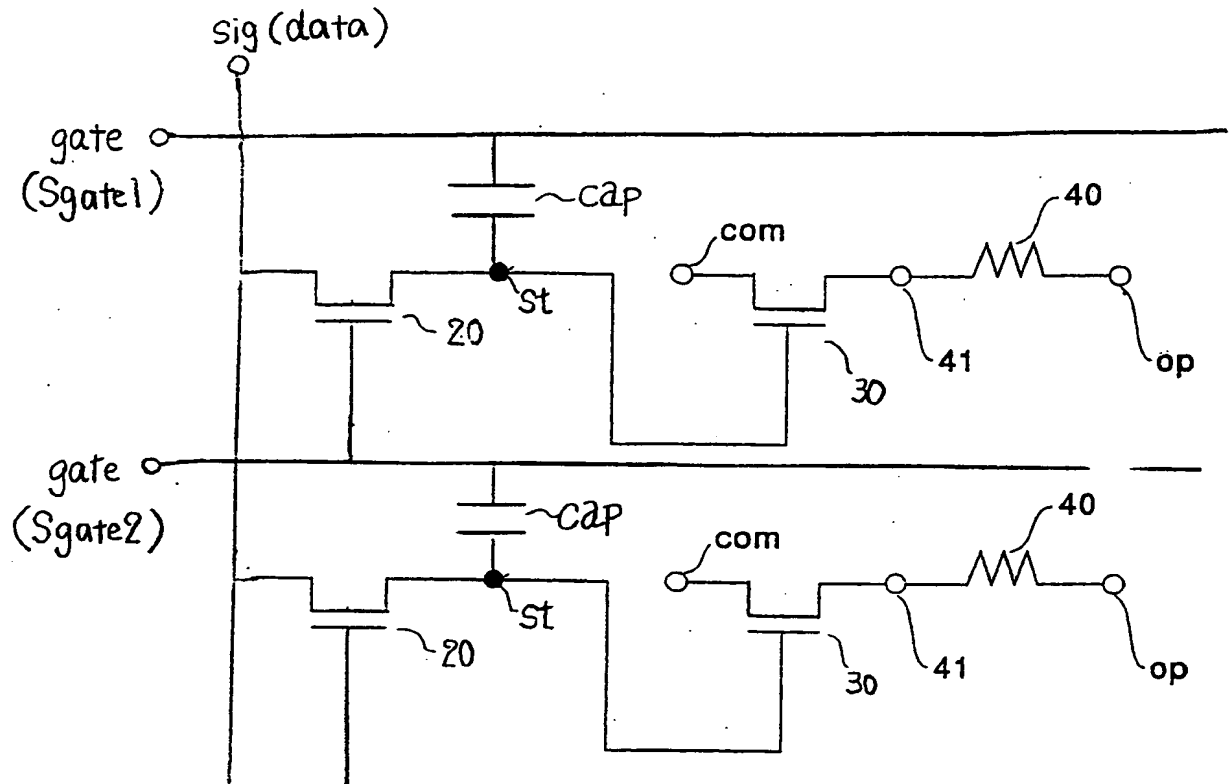 sig (data)
gate
(Sgate1)
cap
40
com
St
20
41
op
30
gate
(Sgate2)
cap
40
com
St
20
41
op
30